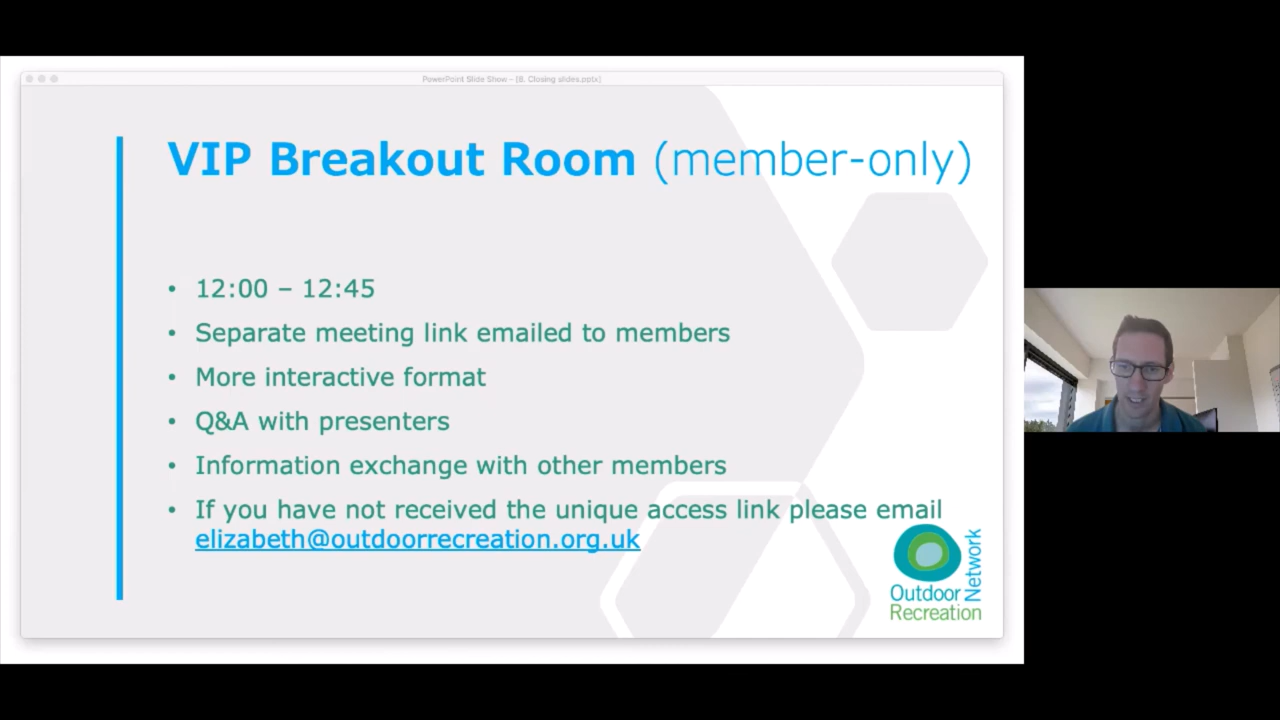 PowerPoint Slide Show - [8. Closing slides.pptx]
VIP Breakout Room (member-only)
• 12:00 – 12:45
• Separate meeting link emailed to members
• More interactive format
• Q&A with presenters
• Information exchange with other members
• If you have not received the unique access link please email
elizabeth@outdoorrecreation.org.uk
Outdoor
Recreation
Network